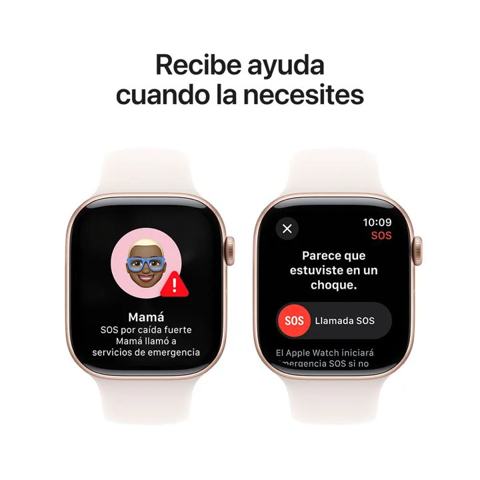 Recibe ayuda
cuando la necesites
Mamá
SOS por caída fuerte
Mamá llamó a
servicios de emergencia
10:09
SOS
Parece que
estuviste en un
choque.
SOS Llamada SOS
El Apple Watch iniciará
mergencia SOS si no